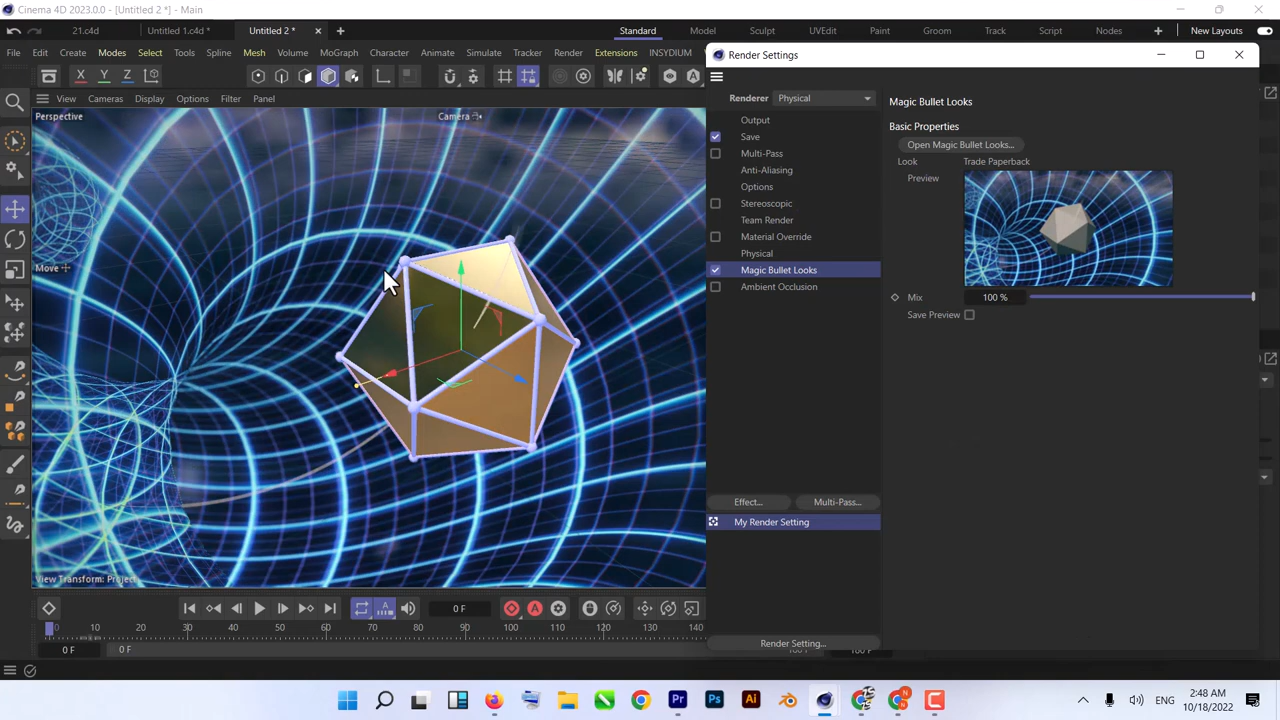 Cinema 4D 2023.0.0 - [Untitled 2 *] - Main
21.c4d
Untitled 1.c4d *
Untitled 2 *
Standard
Model
Sculpt
UVEdit
Paint
Groom
Track
Script
Nodes
New Layouts
File Edit Create Modes Select Tools Spline Mesh Volume MoGraph Character Animate Simulate Tracker Render Extensions INSYDIUM
Render Settings
X Y Z
View Cameras Display Options Filter Panel
Renderer Physical
Magic Bullet Looks
Perspective
Camera
Output
Basic Properties
Save
Open Magic Bullet Looks...
Multi-Pass
Look Trade Paperback
Anti-Aliasing
Preview
Options
Stereoscopic
Team Render
Material Override
Physical
Move
Magic Bullet Looks
Ambient Occlusion
Mix 100 %
Save Preview
Effect...
Multi-Pass...
My Render Setting
View Transform: Project
0 F
0 10 30 40 50 60 70 80 90 100 110 120 130 140
Render Setting...
0 F
0 F
ENG
2:48 AM
10/18/2022